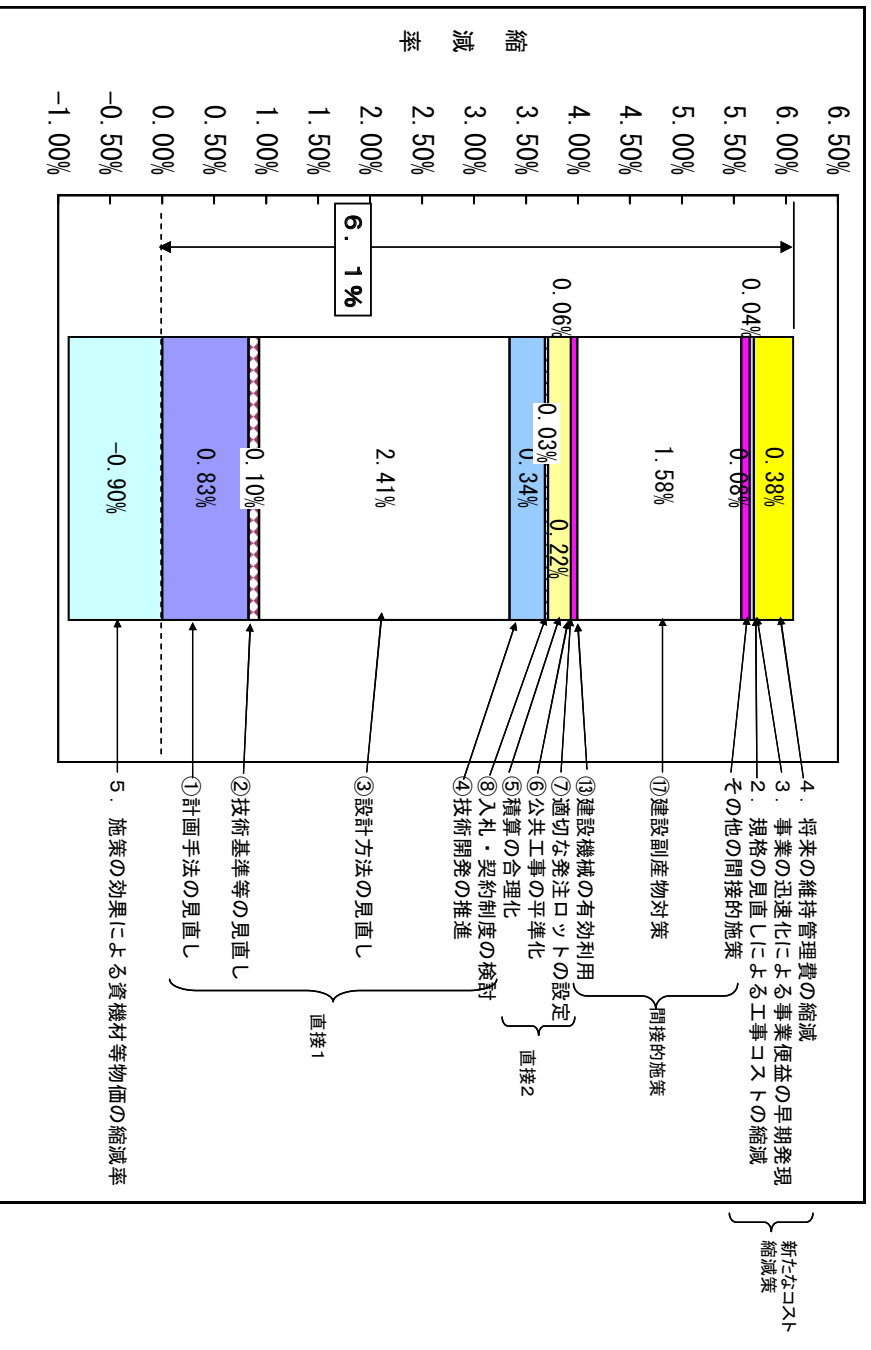 縮減率
6.50%
6.00%
5.50%
5.00%
4.50%
4.00%
3.50%
3.00%
2.50%
2.00%
1.50%
1.00%
0.50%
0.00%
-0.50%
-1.00%
6.1%
0.04%
0.06%
0.38%
0.08%
1.58%
0.22%
0.03%
0.34%
2.41%
0.10%
0.83%
-0.90%
4.将来の維持管理費の縮減
3.事業の迅速化による事業便益の早期発現
2.規格の見直しによる工事コストの縮減
その他の間接的施策
⑰建設副産物対策
⑬建設機械の有効利用
⑦適切な発注ロットの設定
⑥公共工事の平準化
⑤積算の合理化
⑧入札・契約制度の検討
④技術開発の推進
③設計方法の見直し
②技術基準等の見直し
①計画手法の見直し
5.施策の効果による資機材等物価の縮減率
新たなコスト
縮減策
間接的施策
直接2
直接1